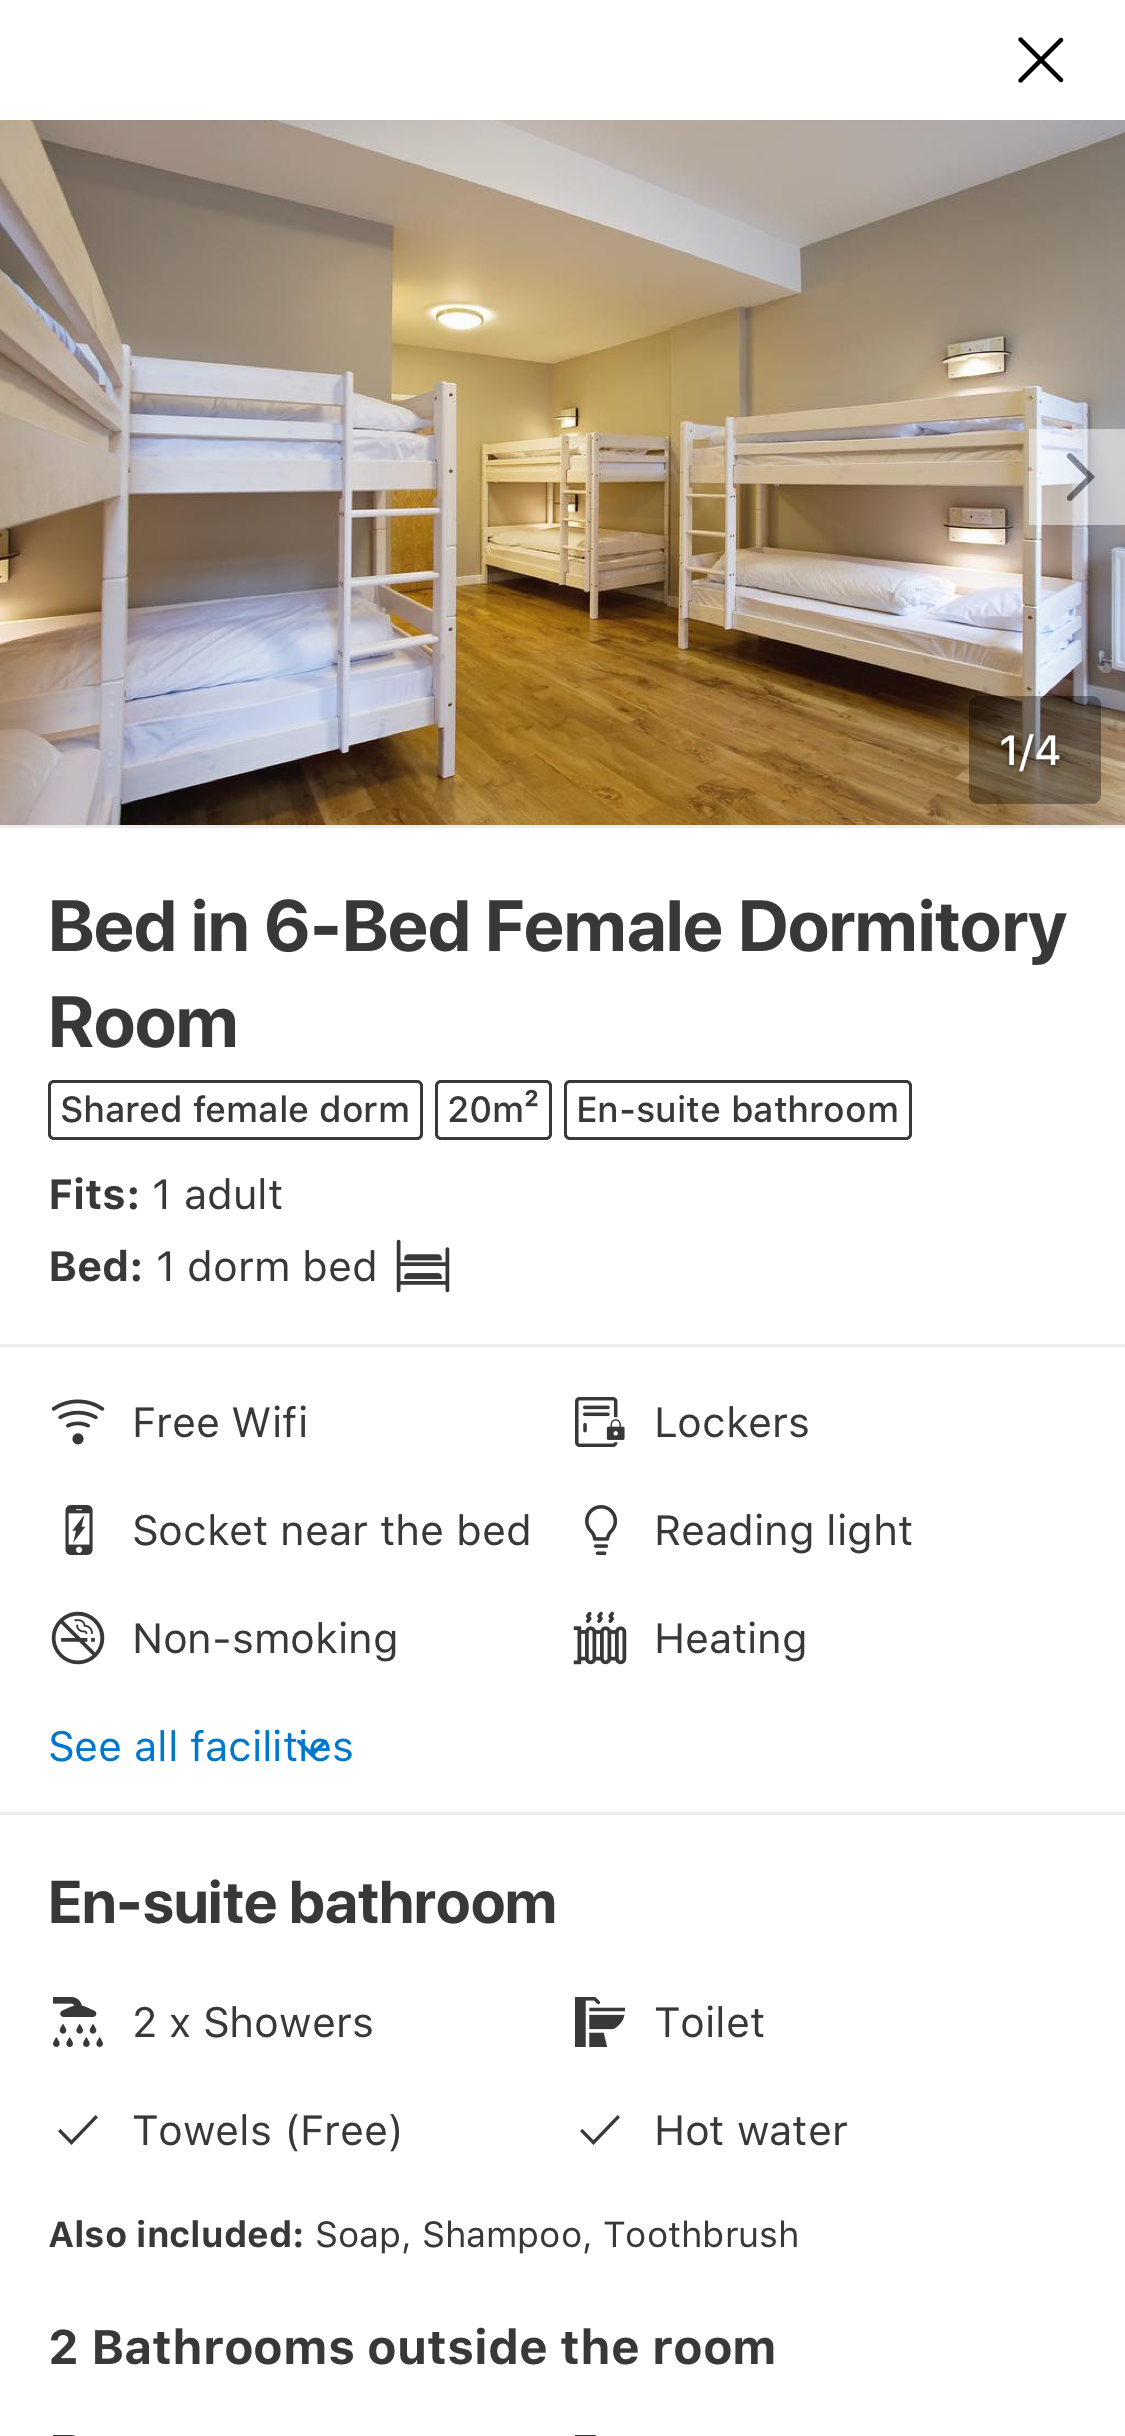 1/4
Bed in 6-Bed Female Dormitory
Room
Shared female dorm 20m² En-suite bathroom
Fits: 1 adult
Bed: 1 dorm bed
Free Wifi Lockers
Socket near the bed Reading light
Non-smoking Heating
See all facilities
En-suite bathroom
2 x Showers Toilet
Towels (Free) Hot water
Also included: Soap, Shampoo, Toothbrush
2 Bathrooms outside the room